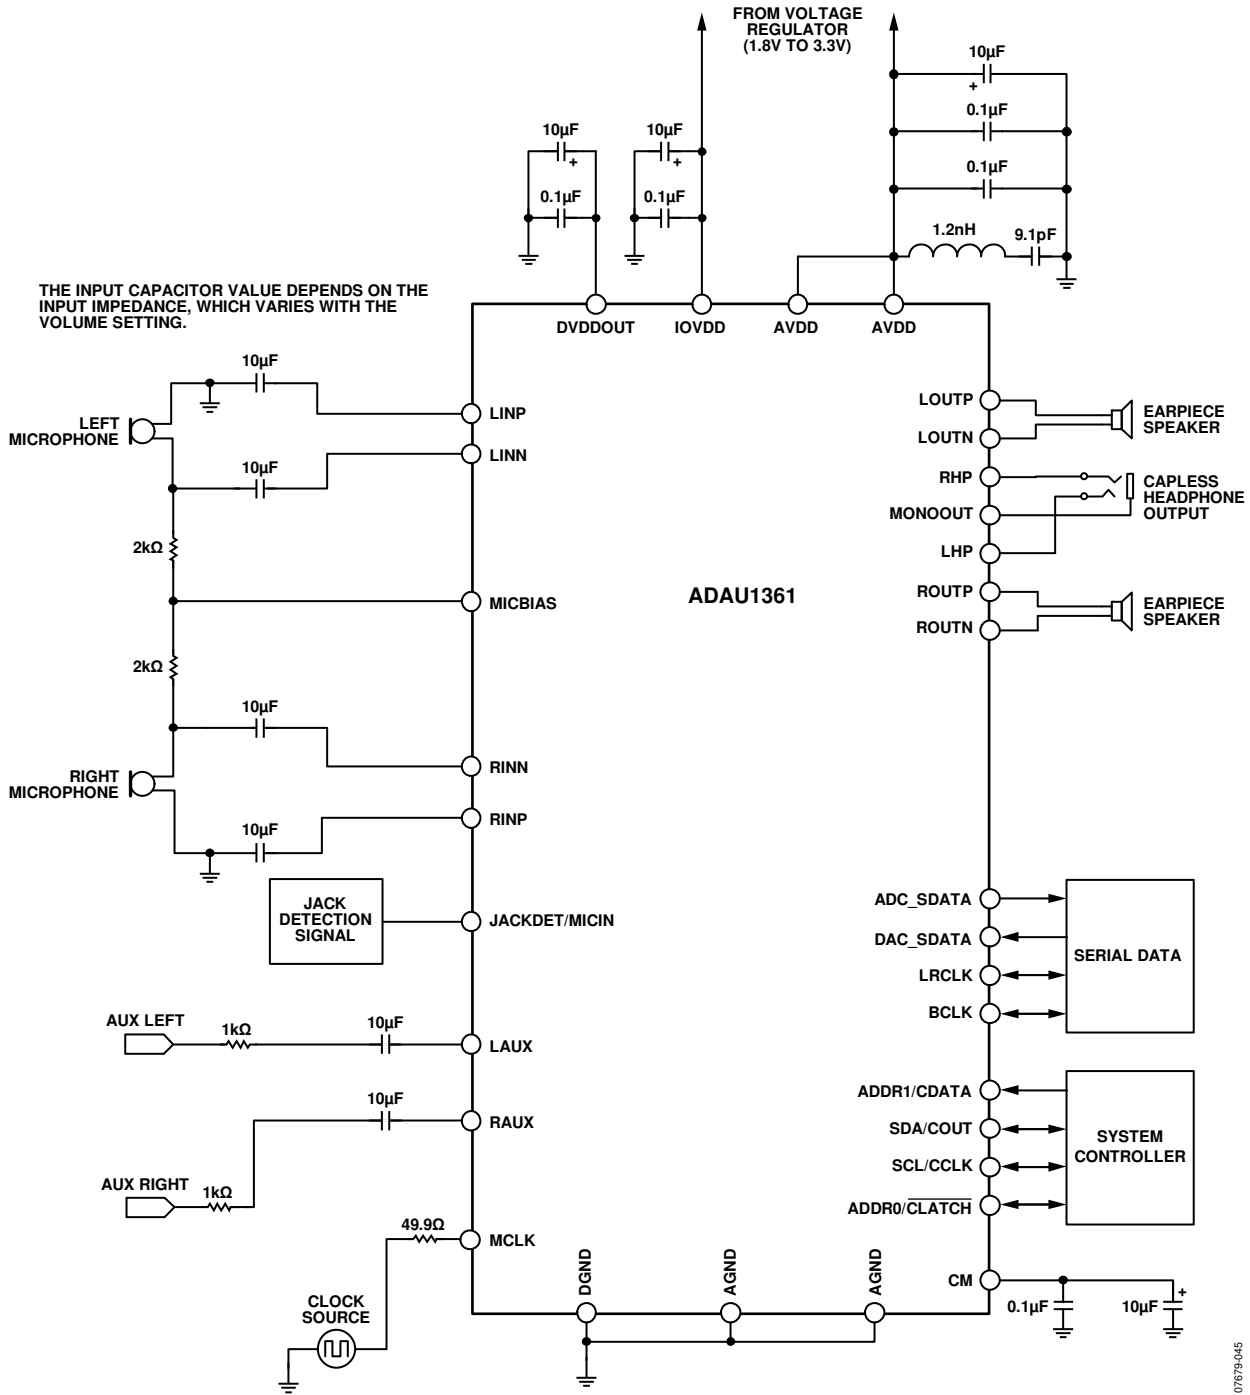 FROM VOLTAGE
REGULATOR
(1.8V TO 3.3V)
10µF
+
0.1µF
0.1µF
1.2nH
9.1pF
10µF
+
0.1µF
10µF
+
0.1µF
THE INPUT CAPACITOR VALUE DEPENDS ON THE
INPUT IMPEDANCE, WHICH VARIES WITH THE
VOLUME SETTING.
DVDDOUT
IOVDD
AVDD
AVDD
10µF
LINP
LEFT
MICROPHONE
LINN
10µF
2kΩ
MICBIAS
2kΩ
10µF
RINN
RIGHT
MICROPHONE
RINP
10µF
JACK
DETECTION
SIGNAL
JACKDET/MICIN
AUX LEFT
1kΩ
10µF
LAUX
10µF
RAUX
AUX RIGHT
1kΩ
49.9Ω
MCLK
CLOCK
SOURCE
ADAU1361
LOUTP
LOUTN
EARPIECE
SPEAKER
RHP
MONOOUT
LHP
CAPLESS
HEADPHONE
OUTPUT
ROUTP
ROUTN
EARPIECE
SPEAKER
ADC_SDATA
DAC_SDATA
LRCLK
BCLK
SERIAL DATA
ADDR1/CDATA
SDA/COUT
SCL/CCLK
ADDR0/CLATCH
SYSTEM
CONTROLLER
DGND
AGND
AGND
CM
0.1µF
10µF
+
07679-045